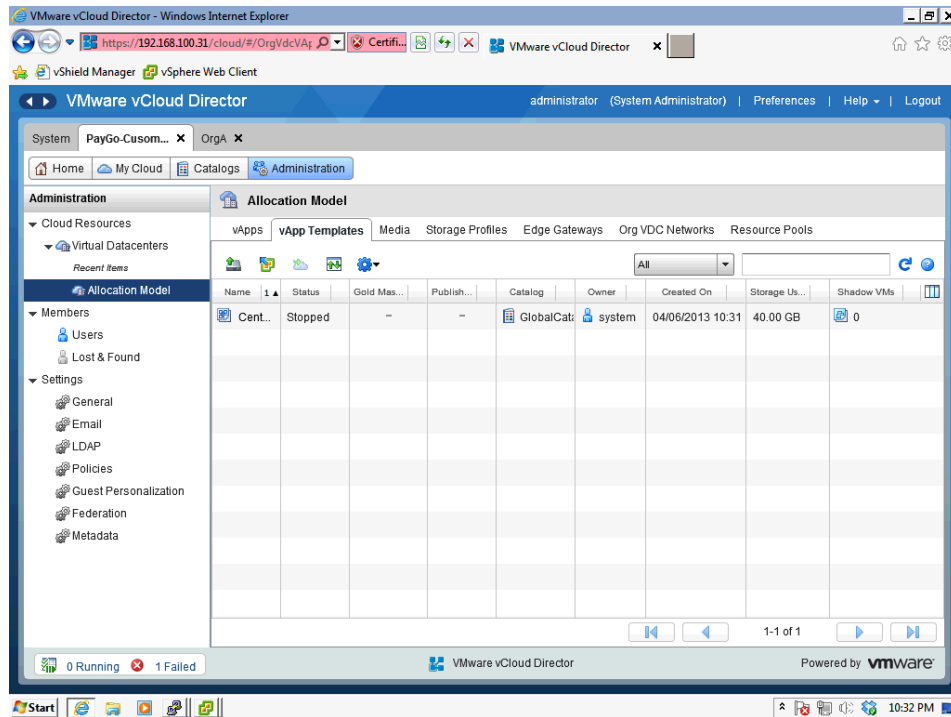 VMware vCloud Director - Windows Internet Explorer
https://192.168.100.31/cloud/#/OrgVdcVAp Certifi... VMware vCloud Director
vShield Manager vSphere Web Client
VMware vCloud Director administrator (System Administrator) | Preferences | Help | Logout
System PayGo-Cusom... OrgA
Home My Cloud Catalogs Administration
Administration Allocation Model
Cloud Resources
Virtual Datacenters
Recent Items
Allocation Model
Members
Users
Lost & Found
Settings
General
Email
LDAP
Policies
Guest Personalization
Federation
Metadata
vApps vApp Templates Media Storage Profiles Edge Gateways Org VDC Networks Resource Pools
All
Name 1 Status Gold Mas... Publish... Catalog Owner Created On Storage Us... Shadow VMs
Cent... Stopped - - GlobalCata system 04/06/2013 10:31 40.00 GB 0
1-1 of 1
0 Running 1 Failed VMware vCloud Director Powered by vmware
Start 10:32 PM